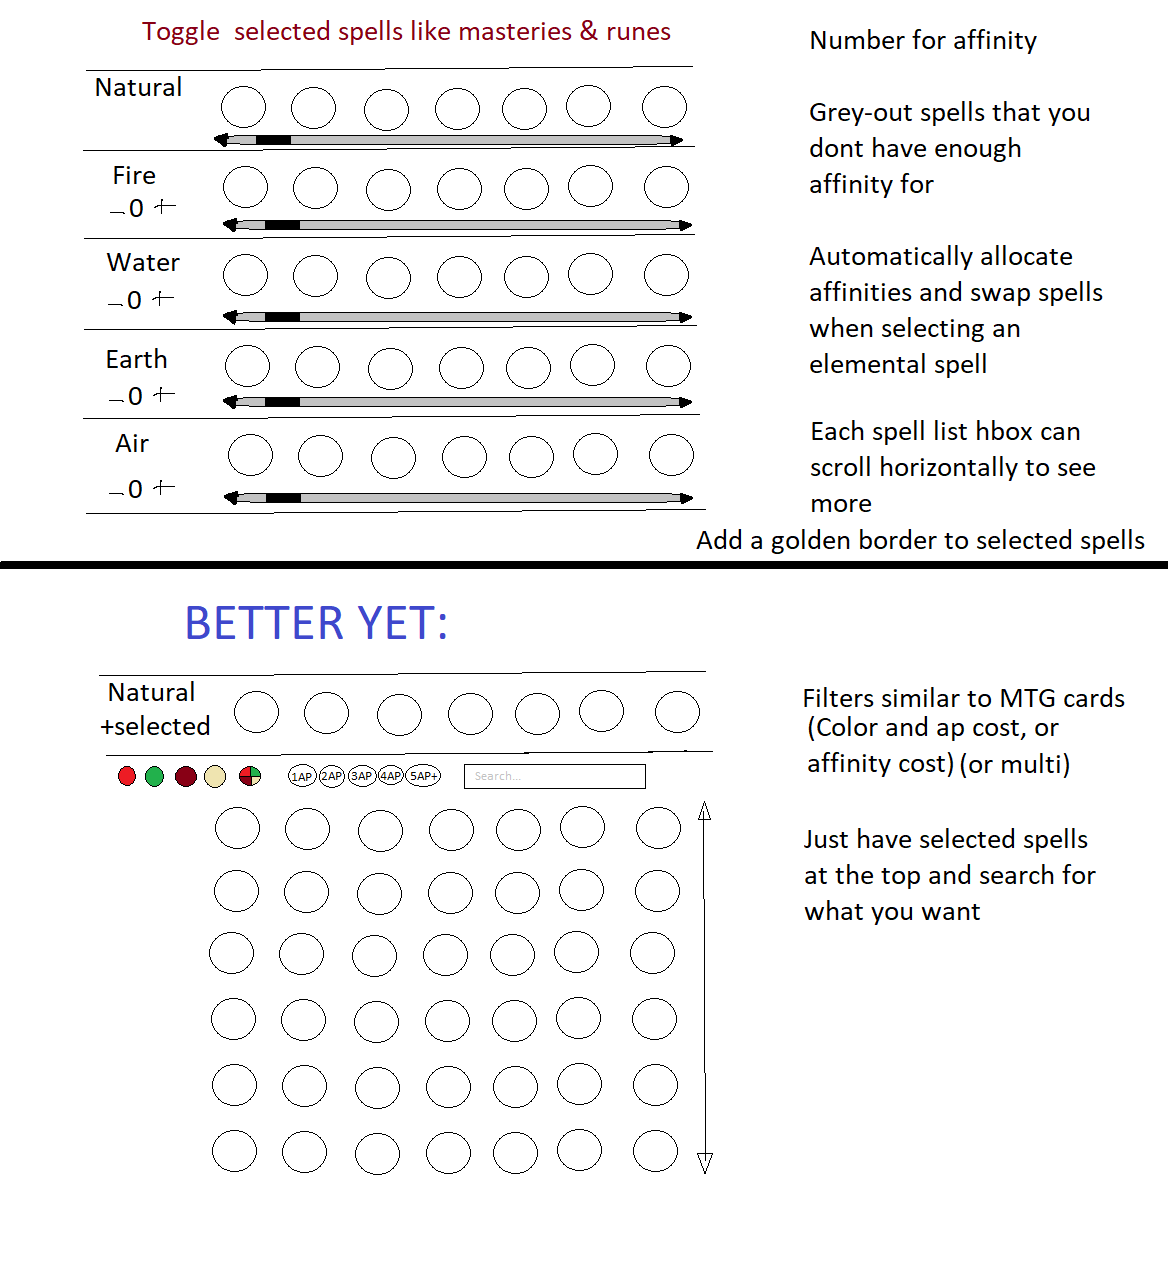 Toggle  selected spells like masteries & runes
Number for affinity
Natural
Grey-out spells that you
dont have enough
affinity for
Fire
- 0 +
Water
- 0 +
Automatically allocate
affinities and swap spells
when selecting an
elemental spell
Earth
- 0 +
Air
- 0 +
Each spell list hbox can
scroll horizontally to see
more
Add a golden border to selected spells
BETTER YET:
Natural
+selected
Filters similar to MTG cards
(Color and ap cost, or
affinity cost) (or multi)
1AP 2AP 3AP 4AP 5AP+
Search...
Just have selected spells
at the top and search for
what you want